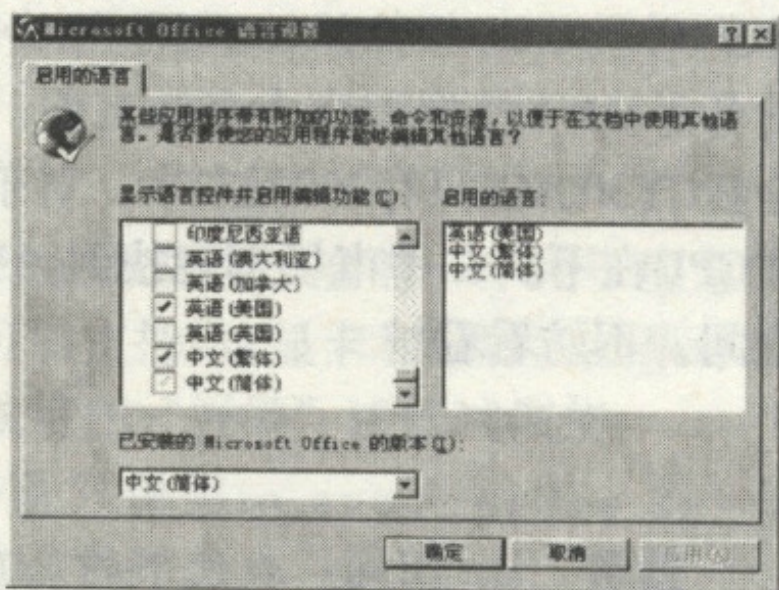 Microsoft Office 语言设置
启用的语言
某些应用程序带有附加的功能、命令和资源，以便于在文档中使用其他语
言。是否要使您的应用程序能够编辑其他语言？
显示语言控件并启用编辑功能(C):
启用的语言:
印度尼西亚语
英语(澳大利亚)
英语(加拿大)
英语(美国)
英语(英国)
中文(繁体)
中文(简体)
英语(美国)
中文(繁体)
中文(简体)
已安装的 Microsoft Office 的版本(I):
中文(简体)
确定
取消
应用(A)